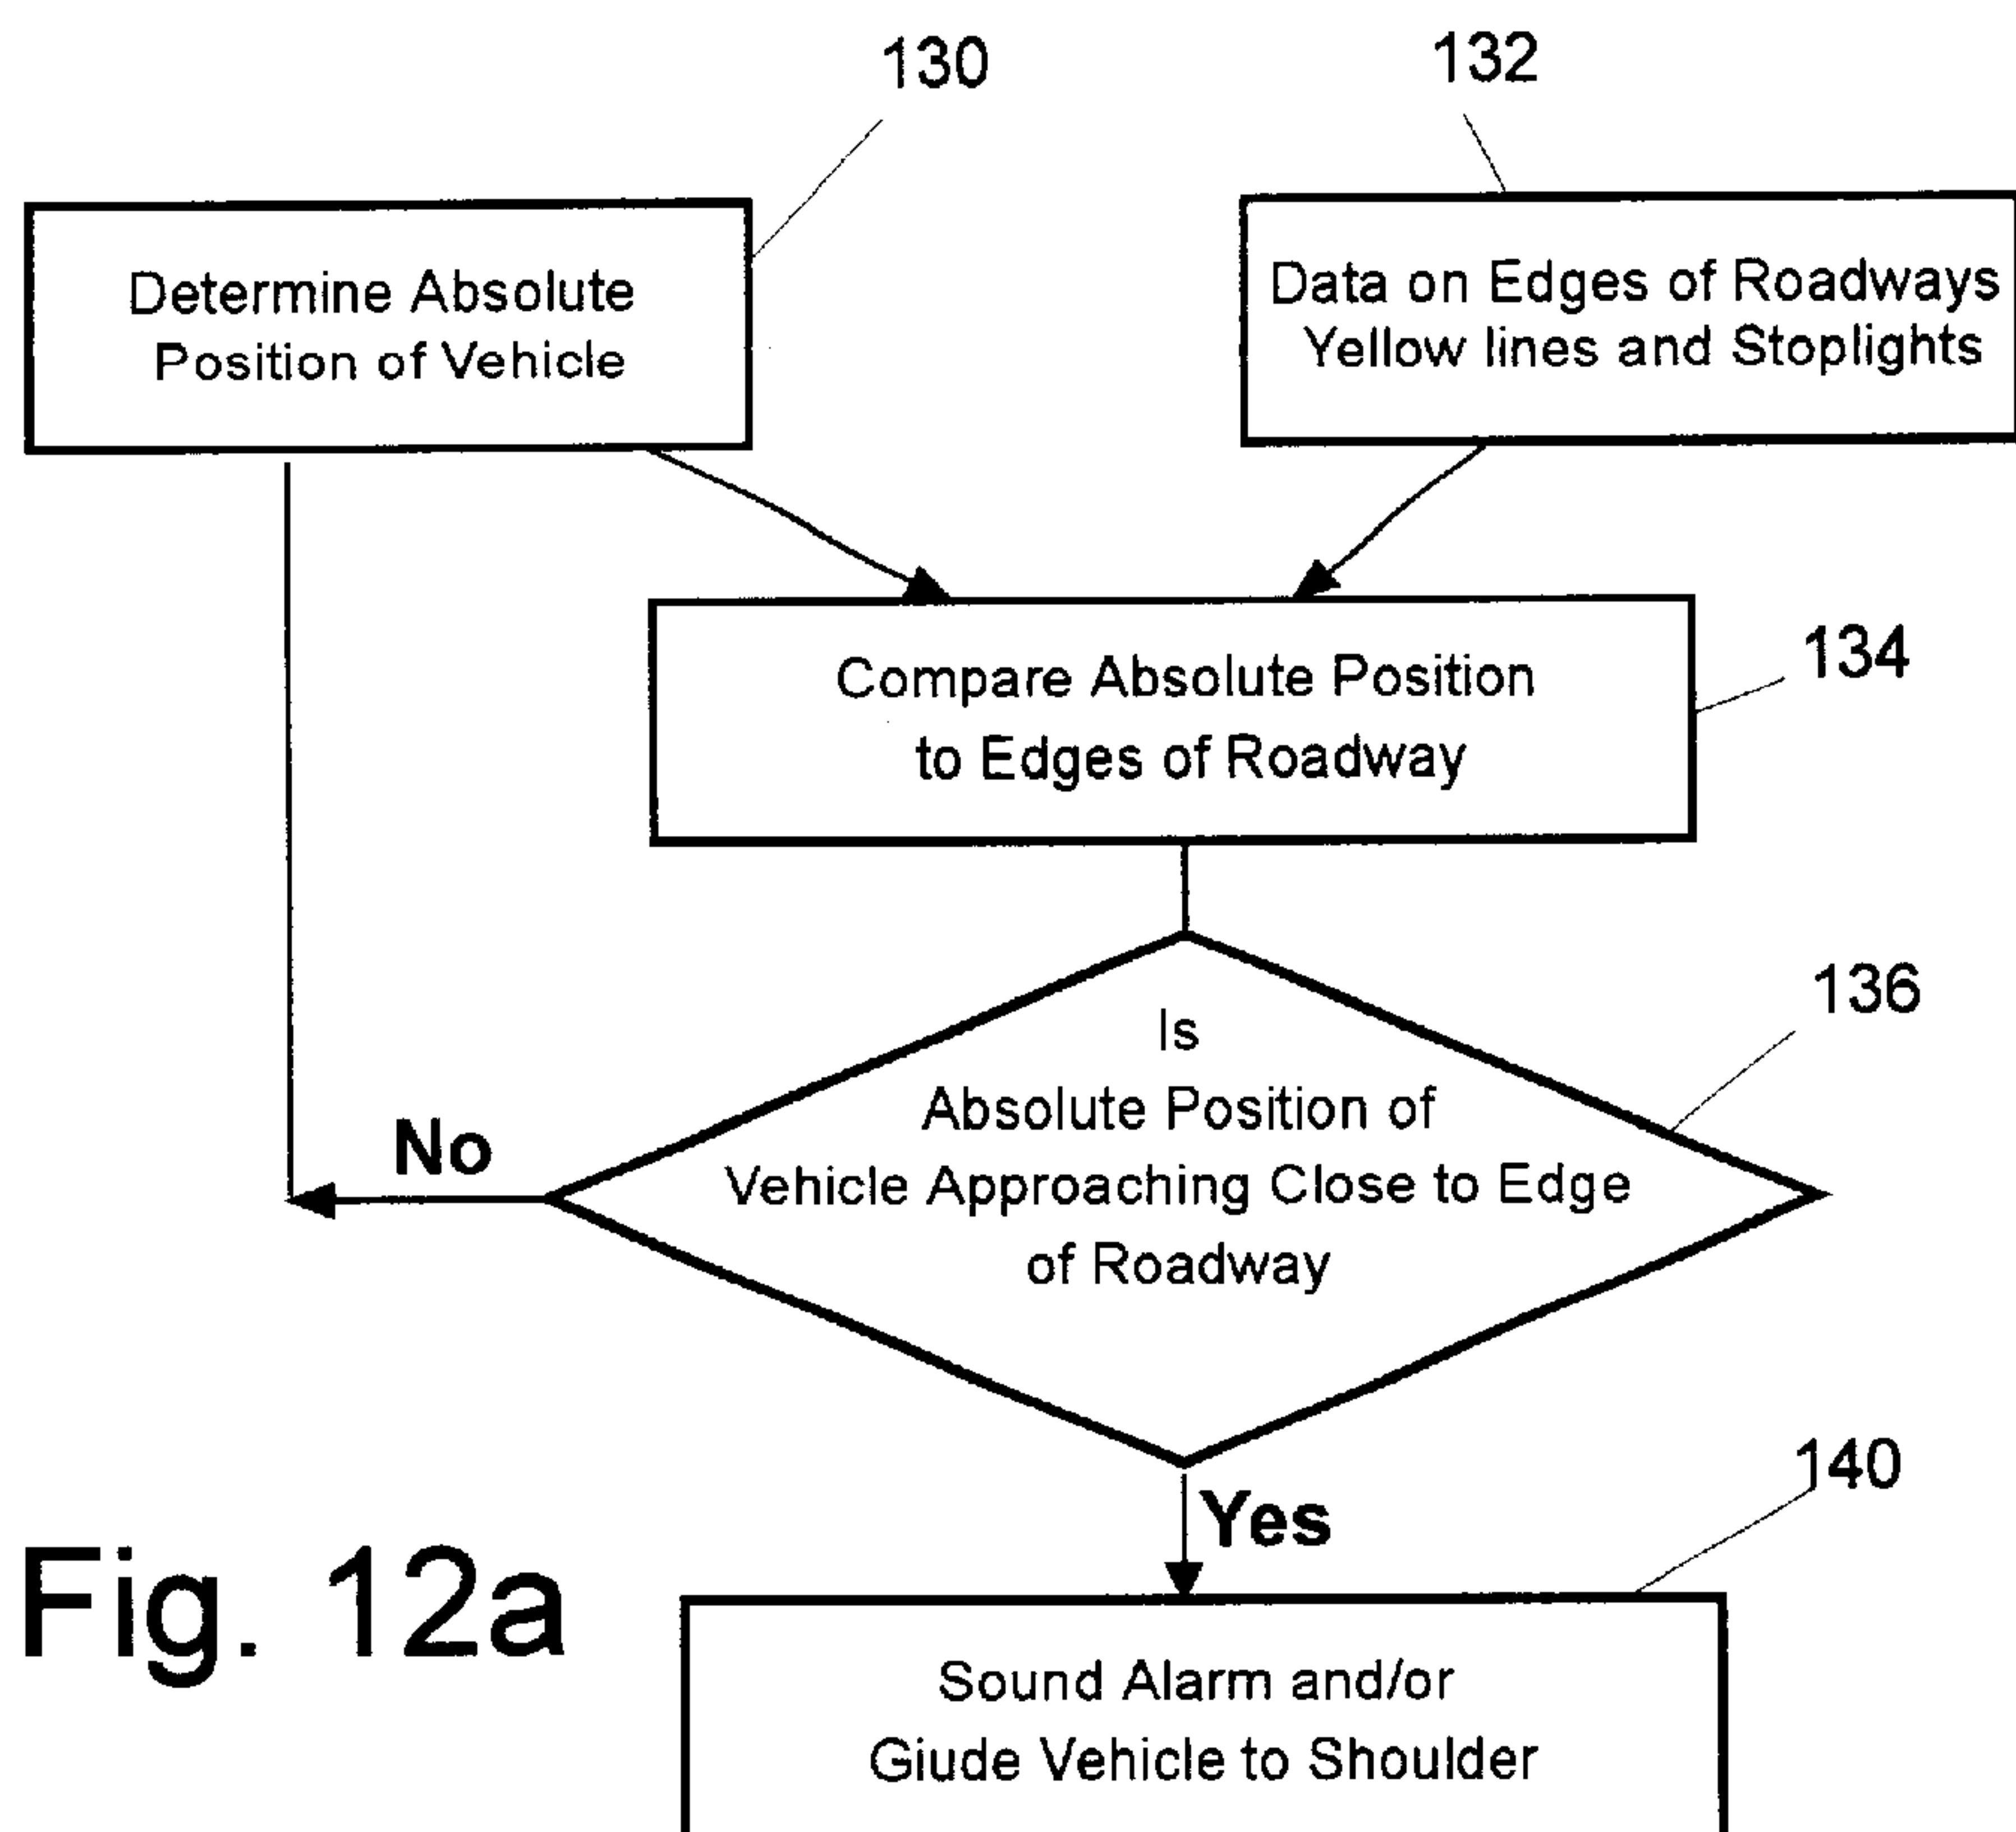 130
132
Determine Absolute
Position of Vehicle
Data on Edges of Roadways
Yellow lines and Stoplights
Compare Absolute Position
to Edges of Roadway
134
Is
Absolute Position of
Vehicle Approaching Close to Edge
of Roadway
136
No
Yes
140
Sound Alarm and/or
Giude Vehicle to Shoulder
Fig. 12a